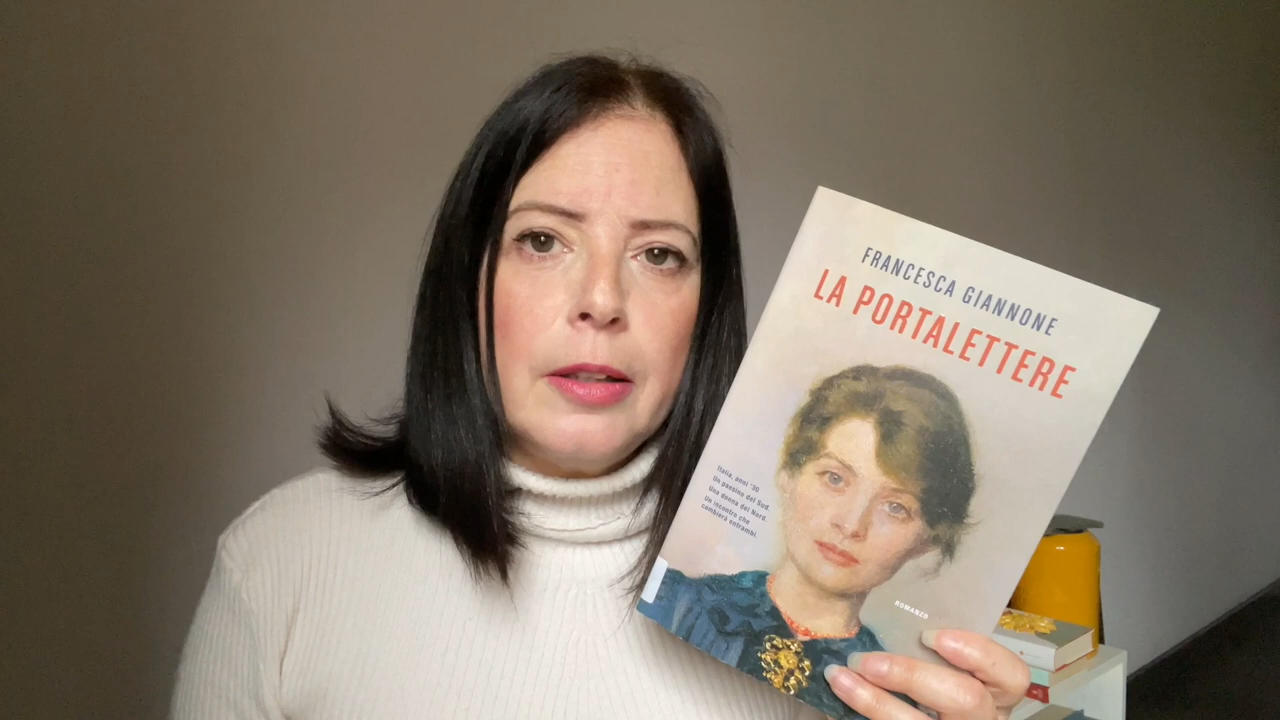 FRANCESCA GIANNONE
LA PORTALETTERE
Italia, anni '30
Un paesino del Sud.
Una donna del Nord.
Un incontro che
cambierà entrambi.
ROMANZO